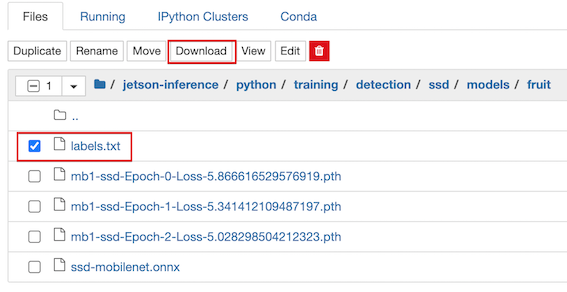 Files Running IPython Clusters Conda
Duplicate Rename Move Download View Edit
1 / jetson-inference / python / training / detection / ssd / models / fruit
..
labels.txt
mb1-ssd-Epoch-0-Loss-5.866616529576919.pth
mb1-ssd-Epoch-1-Loss-5.341412109487197.pth
mb1-ssd-Epoch-2-Loss-5.028298504212323.pth
ssd-mobilenet.onnx